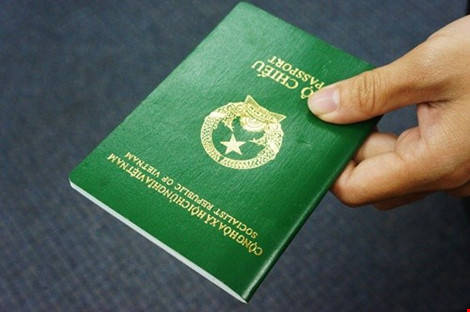 CỘNG HÒA XÃ HỘI CHỦ NGHĨA VIỆT NAM
SOCIALIST REPUBLIC OF VIETNAM
Ộ CHIẾU
PASSPORT